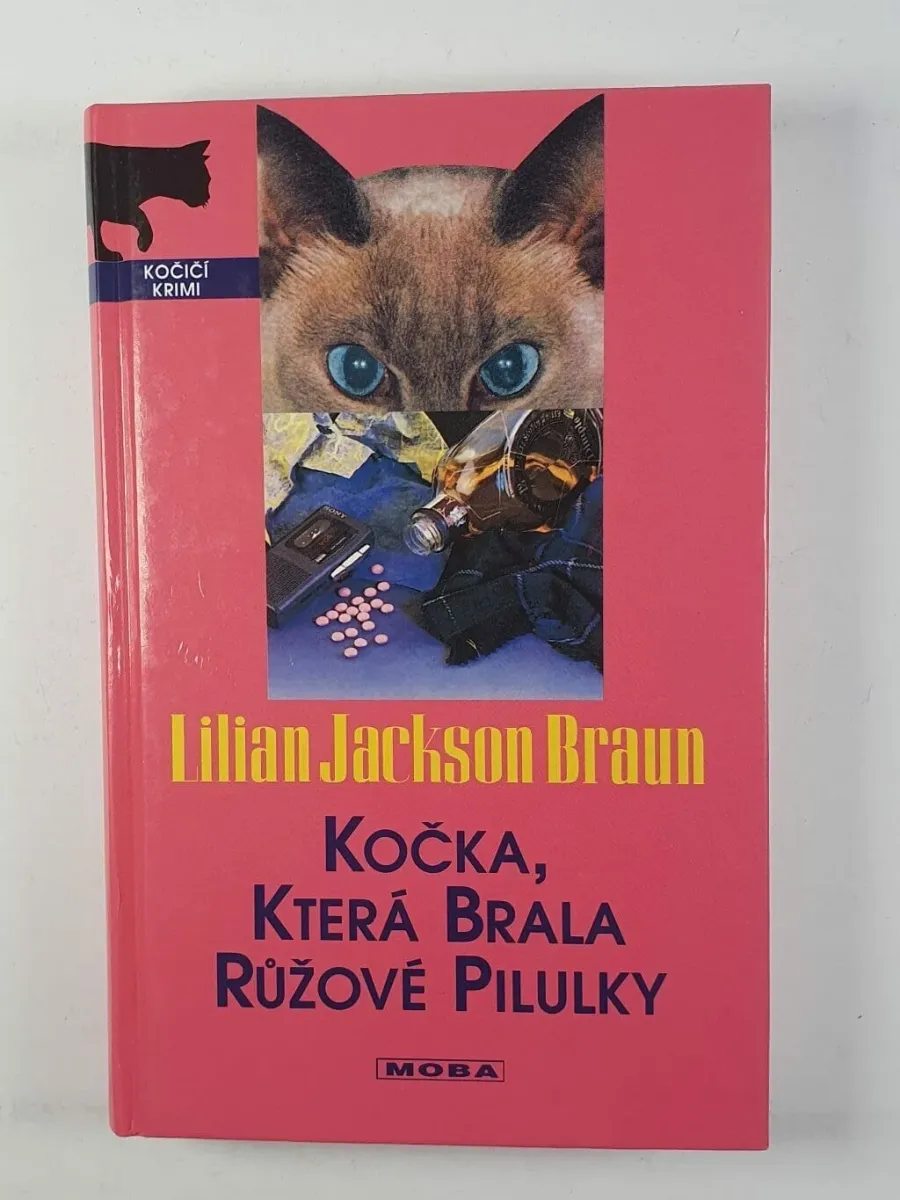 KOČIČÍ
KRIMI
SONY
Lilian Jackson Braun
KOČKA,
KTERÁ BRALA
RŮŽOVÉ PILULKY
MOBA